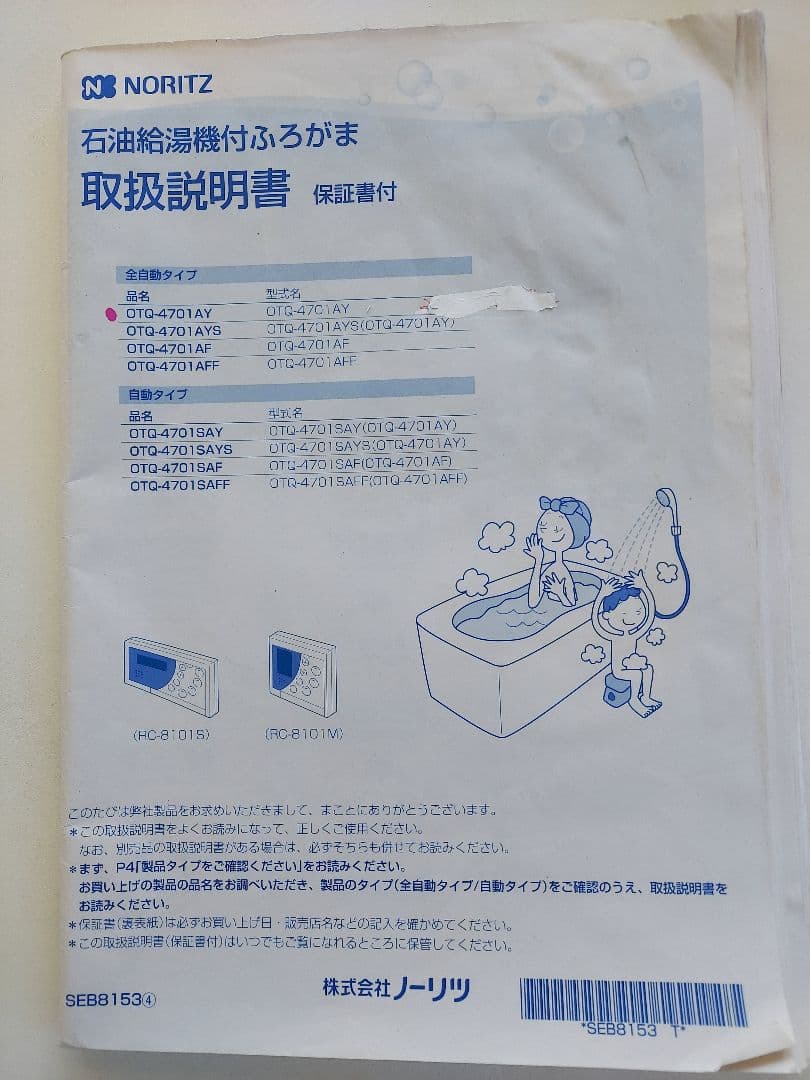 NORITZ
石油給湯機付ふろがま
取扱説明書 保証書付
全自動タイプ
品名 型式名
OTQ-4701AY OTQ-4701AY
OTQ-4701AYS OTQ-4701AYS(OTQ-4701AY)
OTQ-4701AF OTQ-4701AF
OTQ-4701AFF OTQ-4701AFF
自動タイプ
品名 型式名
OTQ-4701SAY OTQ-4701SAY(OTQ-4701AY)
OTQ-4701SAYS OTQ-4701SAYS(OTQ-4701AY)
OTQ-4701SAF OTQ-4701SAF(OTQ-4701AF)
OTQ-4701SAFF OTQ-4701SAFF(OTQ-4701AFF)
(RC-8101S) (RC-8101M)
このたびは弊社製品をお求めいただきまして、まことにありがとうございます。
*この取扱説明書をよくお読みになって、正しくご使用ください。
なお、別売品の取扱説明書がある場合は、必ずそちらも併せてお読みください。
*まず、P4「製品タイプをご確認ください」をお読みください。
お買い上げの製品の品名をお調べいただき、製品のタイプ(全自動タイプ/自動タイプ)をご確認のうえ、取扱説明書を
お読みください。
*保証書(裏表紙)は必ずお買い上げ日・販売店名などの記入を確かめてください。
*この取扱説明書(保証書付)はいつでもご覧になれるところに保管してください。
株式会社ノーリツ
SEB8153④
*SEB8153 T*